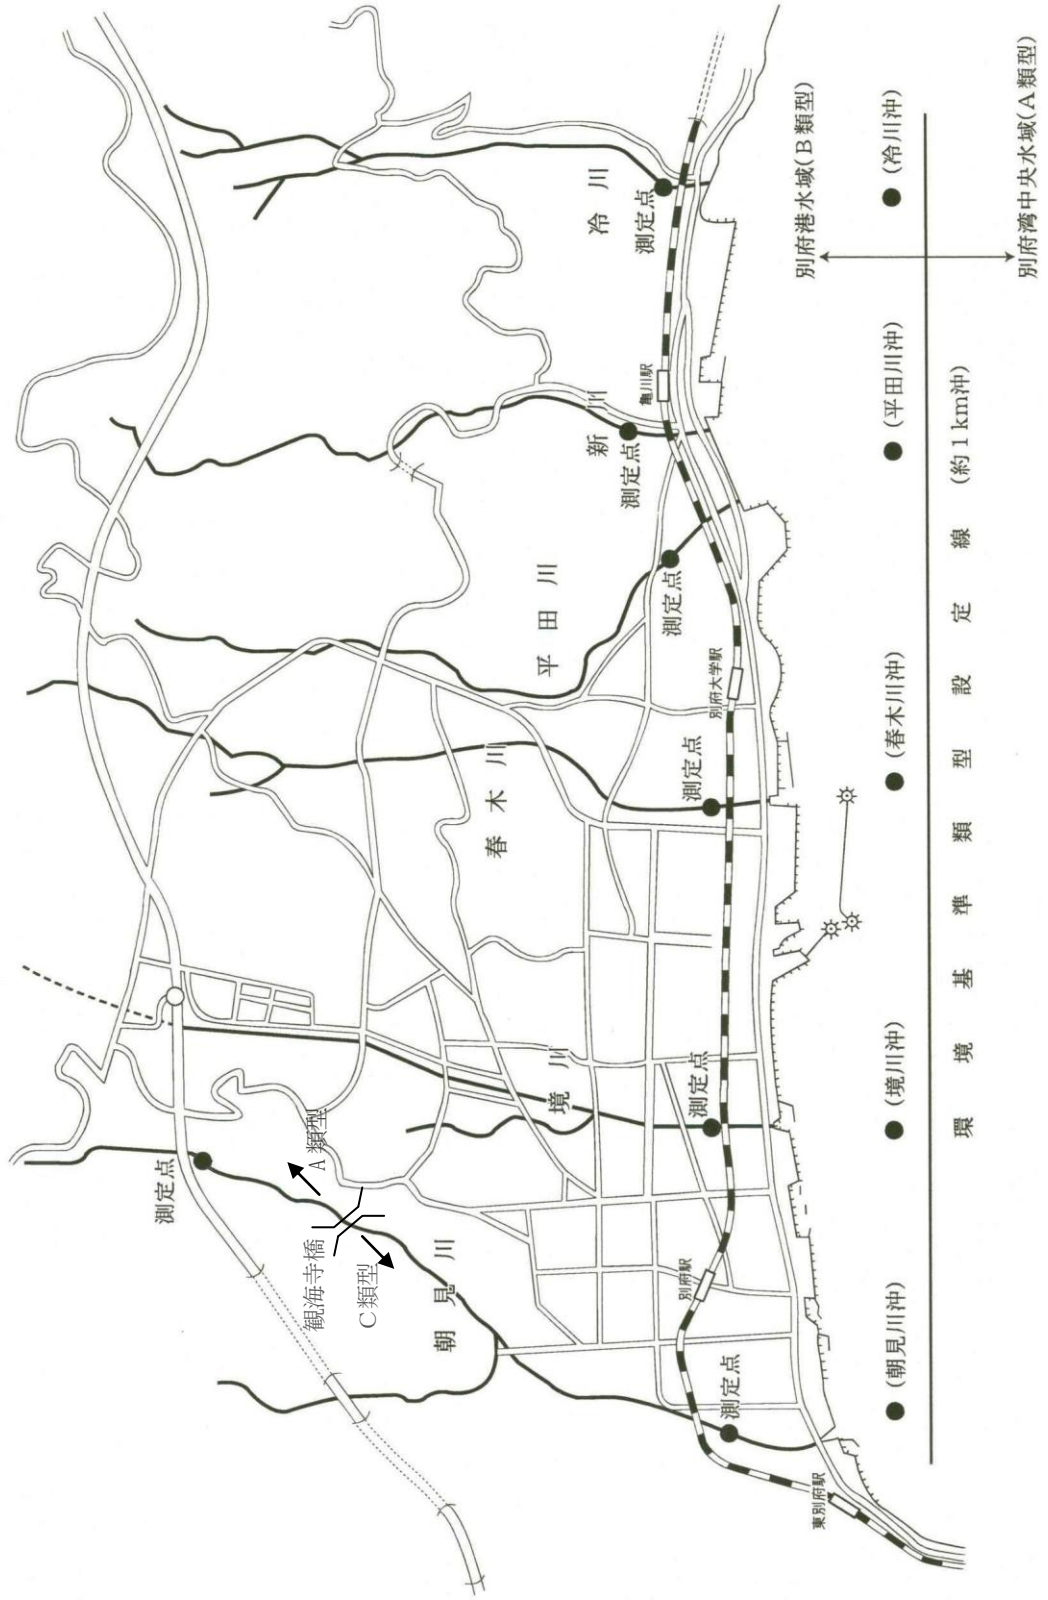 別府港水域(B類型)
別府湾中央水域(A類型)
(冷川沖)
(平田川沖)
(春木川沖)
(境川沖)
(朝見川沖)
環境基準類型設定線 (約1km沖)
冷川
測定点
亀川駅
新川
測定点
平田川
測定点
別府大学駅
春木川
測定点
境川
測定点
測定点
A類型
観海寺橋
C類型
朝見川
別府駅
測定点
東別府駅